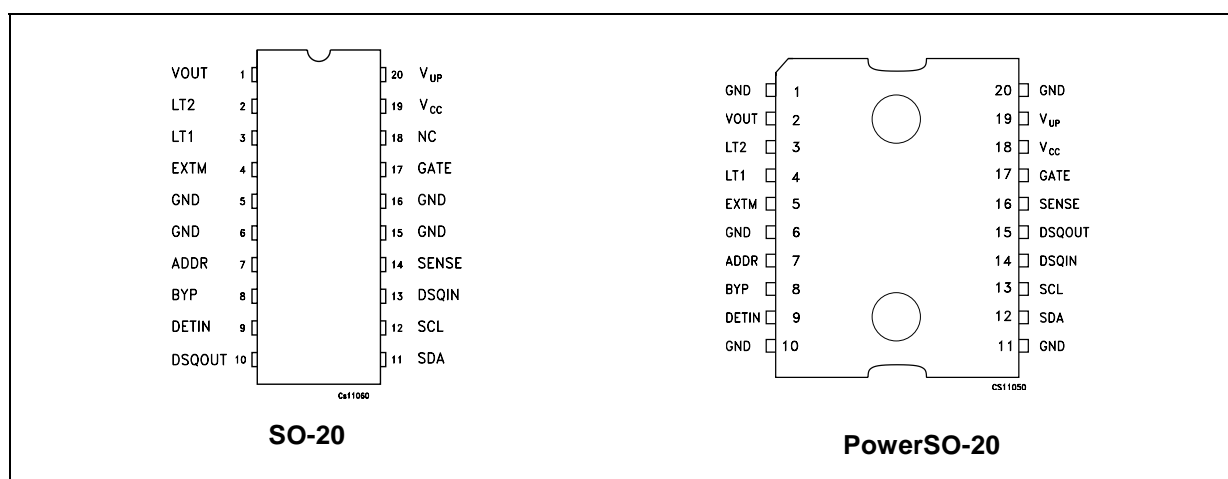 VOUT 1 20 VUP
LT2 2 19 VCC
LT1 3 18 NC
EXTM 4 17 GATE
GND 5 16 GND
GND 6 15 GND
ADDR 7 14 SENSE
BYP 8 13 DSQIN
DETIN 9 12 SCL
DSQOUT 10 11 SDA
Cs11060
SO-20
GND 1 20 GND
VOUT 2 19 VUP
LT2 3 18 VCC
LT1 4 17 GATE
EXTM 5 16 SENSE
GND 6 15 DSQOUT
ADDR 7 14 DSQIN
BYP 8 13 SCL
DETIN 9 12 SDA
GND 10 11 GND
CS11050
PowerSO-20